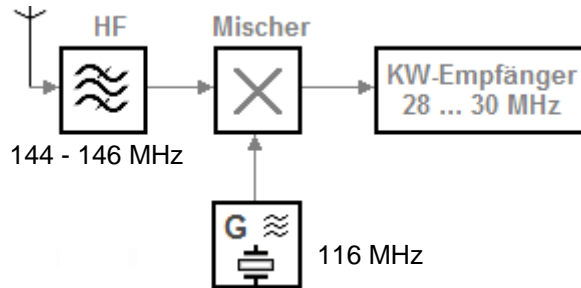 HF
Mischer
KW-Empfänger
28 ... 30 MHz
144 - 146 MHz
G
116 MHz